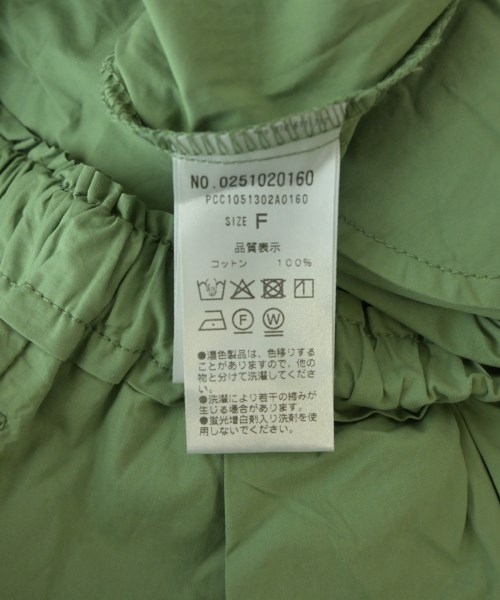 NO.0251020160
PCC1051302A0160
SIZE F
品質表示
コットン 100%
F W
●濃色製品は、色移りする
ことがありますので、他の
物と分けて洗濯してくださ
い。
●洗濯により若干の縮みが
生じる場合があります。
●蛍光増白剤入り洗剤を使
用しないでください。